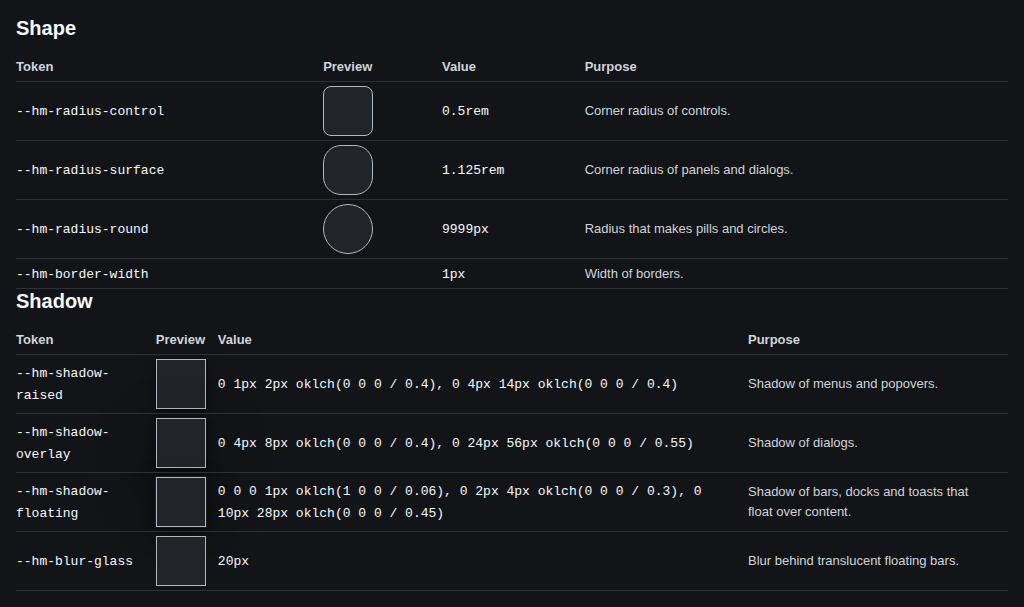 Shape
Token Preview Value Purpose
--hm-radius-control 0.5rem Corner radius of controls.
--hm-radius-surface 1.125rem Corner radius of panels and dialogs.
--hm-radius-round 9999px Radius that makes pills and circles.
--hm-border-width 1px Width of borders.
Shadow
Token Preview Value Purpose
--hm-shadow-
raised
0 1px 2px oklch(0 0 0 / 0.4), 0 4px 14px oklch(0 0 0 / 0.4)
Shadow of menus and popovers.
--hm-shadow-
overlay
0 4px 8px oklch(0 0 0 / 0.4), 0 24px 56px oklch(0 0 0 / 0.55)
Shadow of dialogs.
--hm-shadow-
floating
0 0 0 1px oklch(1 0 0 / 0.06), 0 2px 4px oklch(0 0 0 / 0.3), 0
10px 28px oklch(0 0 0 / 0.45)
Shadow of bars, docks and toasts that
float over content.
--hm-blur-glass 20px Blur behind translucent floating bars.